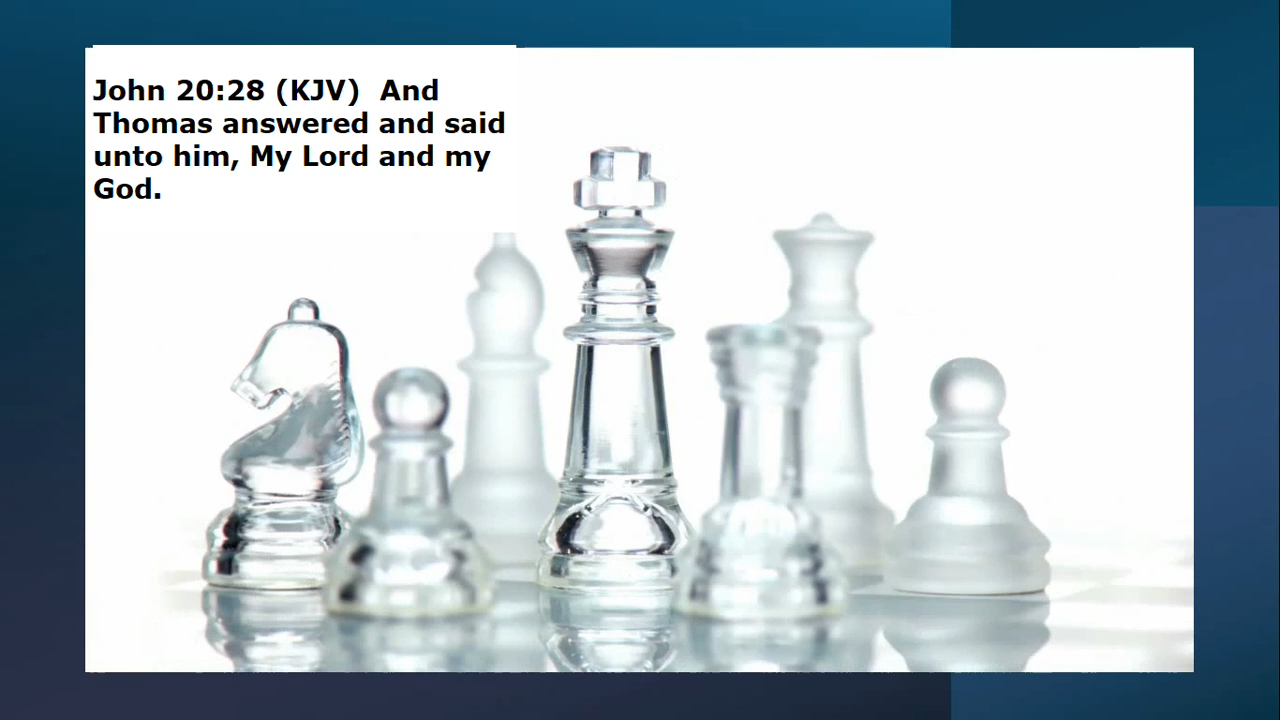 John 20:28 (KJV)  And
Thomas answered and said
unto him, My Lord and my
God.